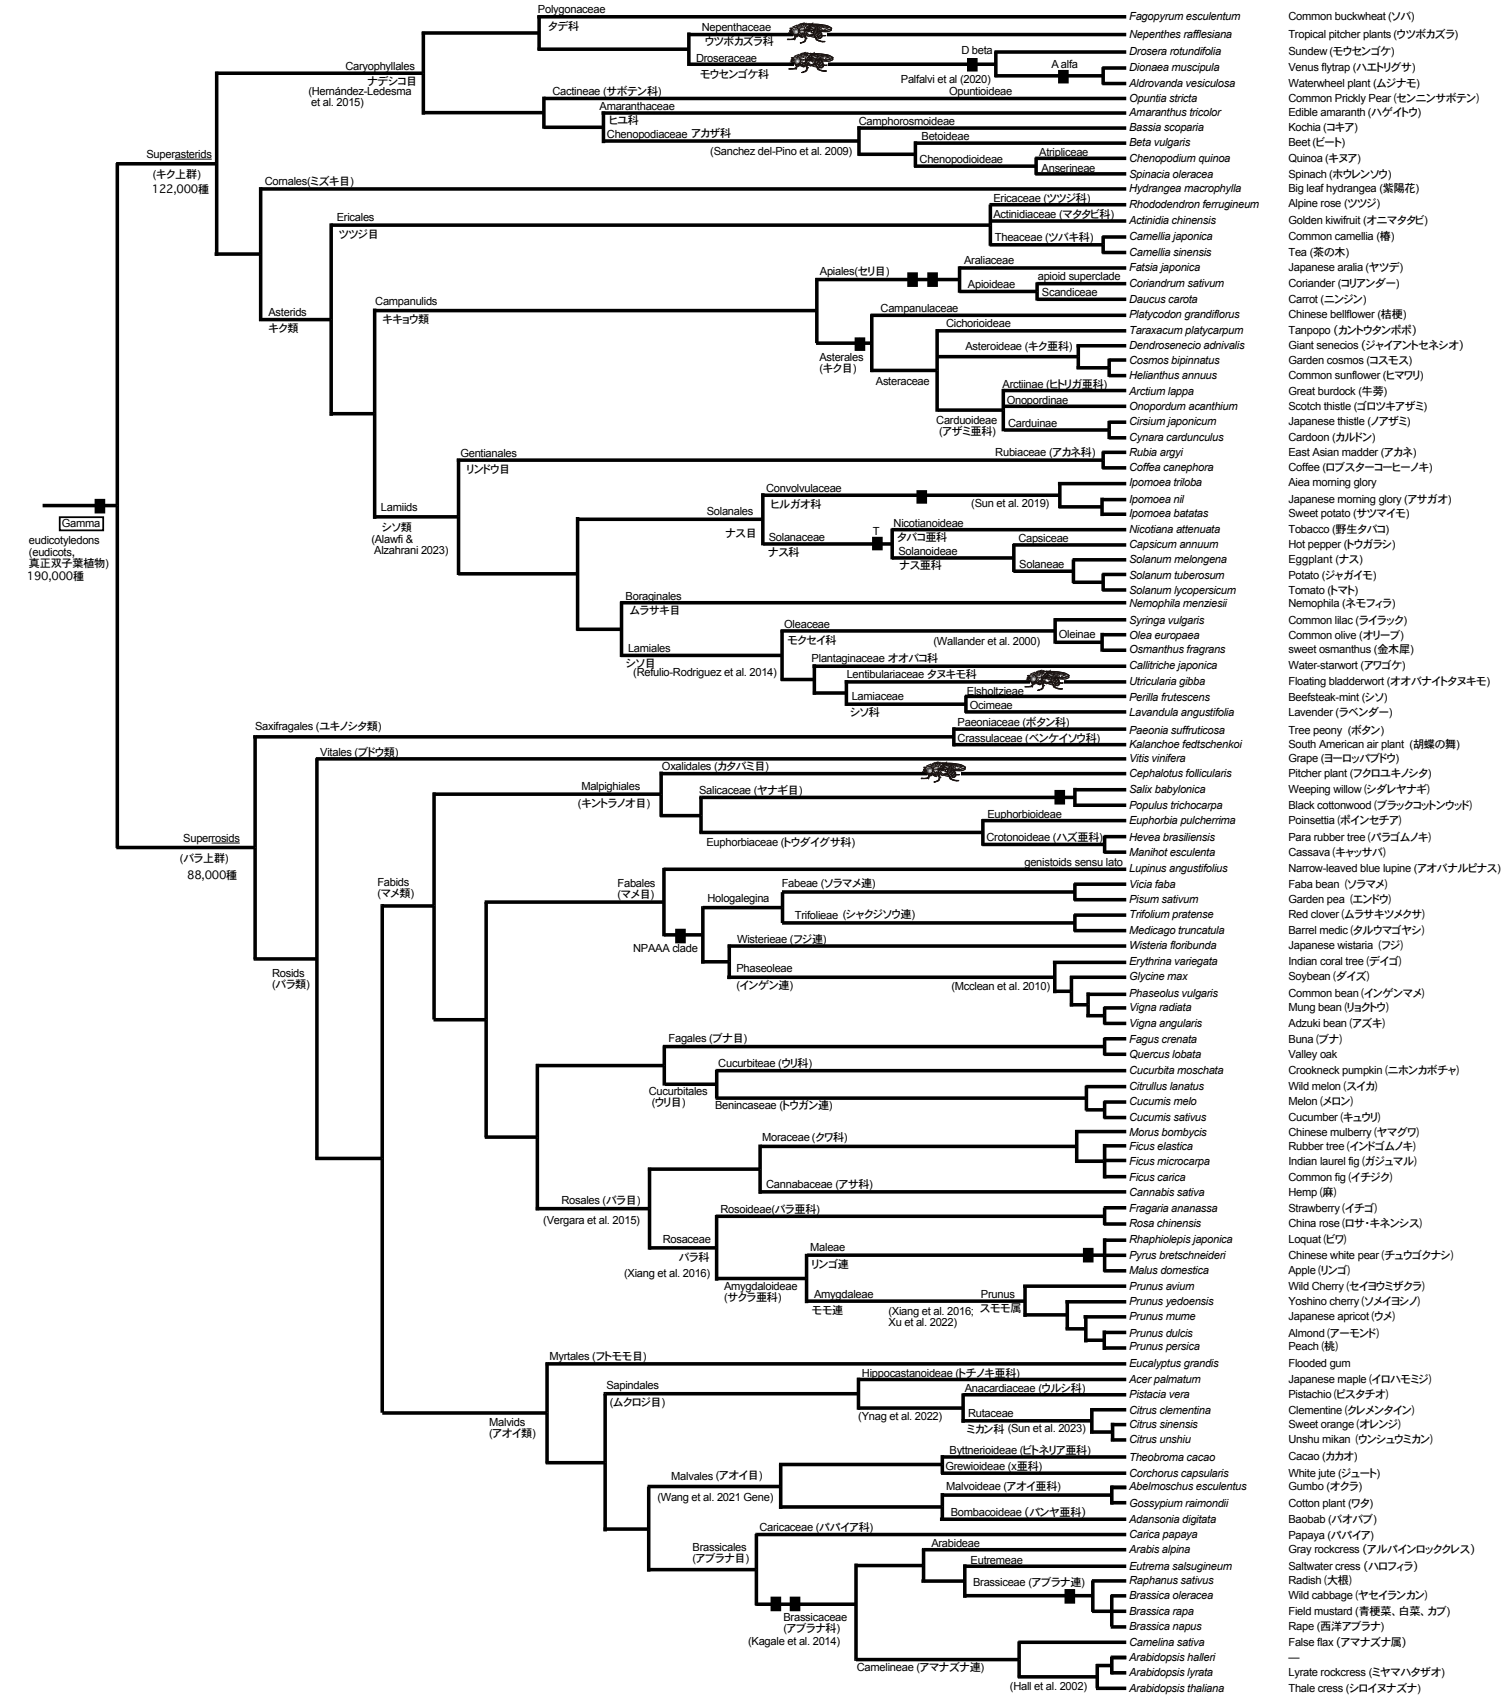 Polygonaceae
タデ科
Fagopyrum esculentum Common buckwheat (ソバ)
Nepenthaceae
ウツボカズラ科
Nepenthes rafflesiana Tropical pitcher plants (ウツボカズラ)
Droseraceae
モウセンゴケ科
D beta
Drosera rotundifolia Sundew (モウセンゴケ)
A alfa
Dionaea muscipula Venus flytrap (ハエトリグサ)
Palfalvi et al (2020)
Aldrovanda vesiculosa Waterwheel plant (ムジナモ)
Caryophyllales
ナデシコ目
(Hernández-Ledesma
et al. 2015)
Cactineae (サボテン科) Opuntioideae
Opuntia stricta Common Prickly Pear (センニンサボテン)
Amaranthaceae
ヒユ科
Amaranthus tricolor Edible amaranth (ハゲイトウ)
Chenopodiaceae アカザ科
Camphorosmoideae
Bassia scoparia Kochia (コキア)
(Sanchez del-Pino et al. 2009)
Betoideae
Beta vulgaris Beet (ビート)
Chenopodioideae
Atripliceae
Chenopodium quinoa Quinoa (キヌア)
Anserineae
Spinacia oleracea Spinach (ホウレンソウ)
Superasterids
(キク上群)
122,000種
Cornales(ミズキ目)
Hydrangea macrophylla Big leaf hydrangea (紫陽花)
Ericales
ツツジ目
Ericaceae (ツツジ科)
Rhododendron ferrugineum Alpine rose (ツツジ)
Actinidiaceae (マタタビ科)
Actinidia chinensis Golden kiwifruit (オニマタタビ)
Theaceae (ツバキ科)
Camellia japonica Common camellia (椿)
Camellia sinensis Tea (茶の木)
Asterids
キク類
Campanulids
キキョウ類
Apiales(セリ目)
Araliaceae
Fatsia japonica Japanese aralia (ヤツデ)
Apioideae
apioid superclade
Coriandrum sativum Coriander (コリアンダー)
Scandiceae
Daucus carota Carrot (ニンジン)
Asterales
(キク目)
Campanulaceae
Platycodon grandiflorus Chinese bellflower (桔梗)
Asteraceae
Cichorioideae
Taraxacum platycarpum Tanpopo (カントウタンポポ)
Asteroideae (キク亜科)
Dendrosenecio adnivalis Giant senecios (ジャイアントセネシオ)
Cosmos bipinnatus Garden cosmos (コスモス)
Helianthus annuus Common sunflower (ヒマワリ)
Carduoideae
(アザミ亜科)
Arctiinae (ヒトリガ亜科)
Arctium lappa Great burdock (牛蒡)
Onopordinae
Onopordum acanthium Scotch thistle (ゴロツキアザミ)
Carduinae
Cirsium japonicum Japanese thistle (ノアザミ)
Cynara cardunculus Cardoon (カルドン)
Gentianales
リンドウ目
Rubiaceae (アカネ科)
Rubia argyi East Asian madder (アカネ)
Coffea canephora Coffee (ロブスターコーヒーノキ)
Gamma
eudicotyledons
(eudicots,
真正双子葉植物)
190,000種
Lamiids
シソ類
(Alawfi &
Alzahrani 2023)
Solanales
ナス目
Convolvulaceae
ヒルガオ科
(Sun et al. 2019)
Ipomoea triloba Aiea morning glory
Ipomoea nil Japanese morning glory (アサガオ)
Ipomoea batatas Sweet potato (サツマイモ)
Solanaceae
ナス科
T
Nicotianoideae
タバコ亜科
Nicotiana attenuata Tobacco (野生タバコ)
Solanoideae
ナス亜科
Capsiceae
Capsicum annuum Hot pepper (トウガラシ)
Solaneae
Solanum melongena Eggplant (ナス)
Solanum tuberosum Potato (ジャガイモ)
Solanum lycopersicum Tomato (トマト)
Boraginales
ムラサキ目
Nemophila menziesii Nemophila (ネモフィラ)
Lamiales
シソ目
(Refulio-Rodriguez et al. 2014)
Oleaceae
モクセイ科
(Wallander et al. 2000)
Syringa vulgaris Common lilac (ライラック)
Oleinae
Olea europaea Common olive (オリーブ)
Osmanthus fragrans sweet osmanthus (金木犀)
Plantaginaceae オオバコ科
Callitriche japonica Water-starwort (アワゴケ)
Lentibulariaceae タヌキモ科
Utricularia gibba Floating bladderwort (オオバナイトタヌキモ)
Lamiaceae
シソ科
Elsholtzieae
Perilla frutescens Beefsteak-mint (シソ)
Ocimeae
Lavandula angustifolia Lavender (ラベンダー)
Saxifragales (ユキノシタ類)
Paeoniaceae (ボタン科)
Paeonia suffruticosa Tree peony (ボタン)
Crassulaceae (ベンケイソウ科)
Kalanchoe fedtschenkoi South American air plant (胡蝶の舞)
Vitales (ブドウ類)
Vitis vinifera Grape (ヨーロッパブドウ)
Malpighiales
(キントラノオ目)
Oxalidales (カタバミ目)
Cephalotus follicularis Pitcher plant (フクロユキノシタ)
Salicaceae (ヤナギ目)
Salix babylonica Weeping willow (シダレヤナギ)
Populus trichocarpa Black cottonwood (ブラックコットンウッド)
Euphorbiaceae (トウダイグサ科)
Euphorbioideae
Euphorbia pulcherrima Poinsettia (ポインセチア)
Crotonoideae (ハズ亜科)
Hevea brasiliensis Para rubber tree (パラゴムノキ)
Manihot esculenta Cassava (キャッサバ)
Superrosids
(バラ上群)
88,000種
Fabids
(マメ類)
Fabales
(マメ目)
genistoids sensu lato
Lupinus angustifolius Narrow-leaved blue lupine (アオバナルピナス)
NPAAA clade
Hologalegina
Fabeae (ソラマメ連)
Vicia faba Faba bean (ソラマメ)
Pisum sativum Garden pea (エンドウ)
Trifolieae (シャクジソウ連)
Trifolium pratense Red clover (ムラサキツメクサ)
Medicago truncatula Barrel medic (タルウマゴヤシ)
Wisterieae (フジ連)
Wisteria floribunda Japanese wistaria (フジ)
Phaseoleae
(インゲン連)
(Mcclean et al. 2010)
Erythrina variegata Indian coral tree (デイゴ)
Glycine max Soybean (ダイズ)
Phaseolus vulgaris Common bean (インゲンマメ)
Vigna radiata Mung bean (リョクトウ)
Vigna angularis Adzuki bean (アズキ)
Rosids
(バラ類)
Fagales (ブナ目)
Fagus crenata Buna (ブナ)
Quercus lobata Valley oak
Cucurbitales
(ウリ目)
Cucurbiteae (ウリ科)
Cucurbita moschata Crookneck pumpkin (ニホンカボチャ)
Benincaseae (トウガン連)
Citrullus lanatus Wild melon (スイカ)
Cucumis melo Melon (メロン)
Cucumis sativus Cucumber (キュウリ)
Rosales (バラ目)
(Vergara et al. 2015)
Moraceae (クワ科)
Morus bombycis Chinese mulberry (ヤマグワ)
Ficus elastica Rubber tree (インドゴムノキ)
Ficus microcarpa Indian laurel fig (ガジュマル)
Ficus carica Common fig (イチジク)
Cannabaceae (アサ科)
Cannabis sativa Hemp (麻)
Rosaceae
バラ科
(Xiang et al. 2016)
Rosoideae(バラ亜科)
Fragaria ananassa Strawberry (イチゴ)
Rosa chinensis China rose (ロサ・キネンシス)
Amygdaloideae
(サクラ亜科)
Maleae
リンゴ連
Rhaphiolepis japonica Loquat (ビワ)
Pyrus bretschneideri Chinese white pear (チュウゴクナシ)
Malus domestica Apple (リンゴ)
Amygdaleae
モモ連
(Xiang et al. 2016;
Xu et al. 2022)
Prunus
スモモ属
Prunus avium Wild Cherry (セイヨウミザクラ)
Prunus yedoensis Yoshino cherry (ソメイヨシノ)
Prunus mume Japanese apricot (ウメ)
Prunus dulcis Almond (アーモンド)
Prunus persica Peach (桃)
Malvids
(アオイ類)
Myrtales (フトモモ目)
Eucalyptus grandis Flooded gum
Sapindales
(ムクロジ目)
Hippocastanoideae (トチノキ亜科)
Acer palmatum Japanese maple (イロハモミジ)
(Ynag et al. 2022)
Anacardiaceae (ウルシ科)
Pistacia vera Pistachio (ピスタチオ)
Rutaceae
ミカン科 (Sun et al. 2023)
Citrus clementina Clementine (クレメンタイン)
Citrus sinensis Sweet orange (オレンジ)
Citrus unshiu Unshu mikan (ウンシュウミカン)
Malvales (アオイ目)
(Wang et al. 2021 Gene)
Byttnerioideae (ビトネリア亜科)
Theobroma cacao Cacao (カカオ)
Grewioideae (x亜科)
Corchorus capsularis White jute (ジュート)
Malvoideae (アオイ亜科)
Abelmoschus esculentus Gumbo (オクラ)
Gossypium raimondii Cotton plant (ワタ)
Bombacoideae (パンヤ亜科)
Adansonia digitata Baobab (バオバブ)
Brassicales
(アブラナ目)
Caricaceae (パパイア科)
Carica papaya Papaya (パパイア)
Brassicaceae
(アブラナ科)
(Kagale et al. 2014)
Arabideae
Arabis alpina Gray rockcress (アルパインロッククレス)
Eutremeae
Eutrema salsugineum Saltwater cress (ハロフィラ)
Brassiceae (アブラナ連)
Raphanus sativus Radish (大根)
Brassica oleracea Wild cabbage (ヤセイランカン)
Brassica rapa Field mustard (青梗菜、白菜、カブ)
Brassica napus Rape (西洋アブラナ)
Camelineae (アマナズナ連)
Camelina sativa False flax (アマナズナ属)
(Hall et al. 2002)
Arabidopsis halleri —
Arabidopsis lyrata Lyrate rockcress (ミヤマハタザオ)
Arabidopsis thaliana Thale cress (シロイヌナズナ)